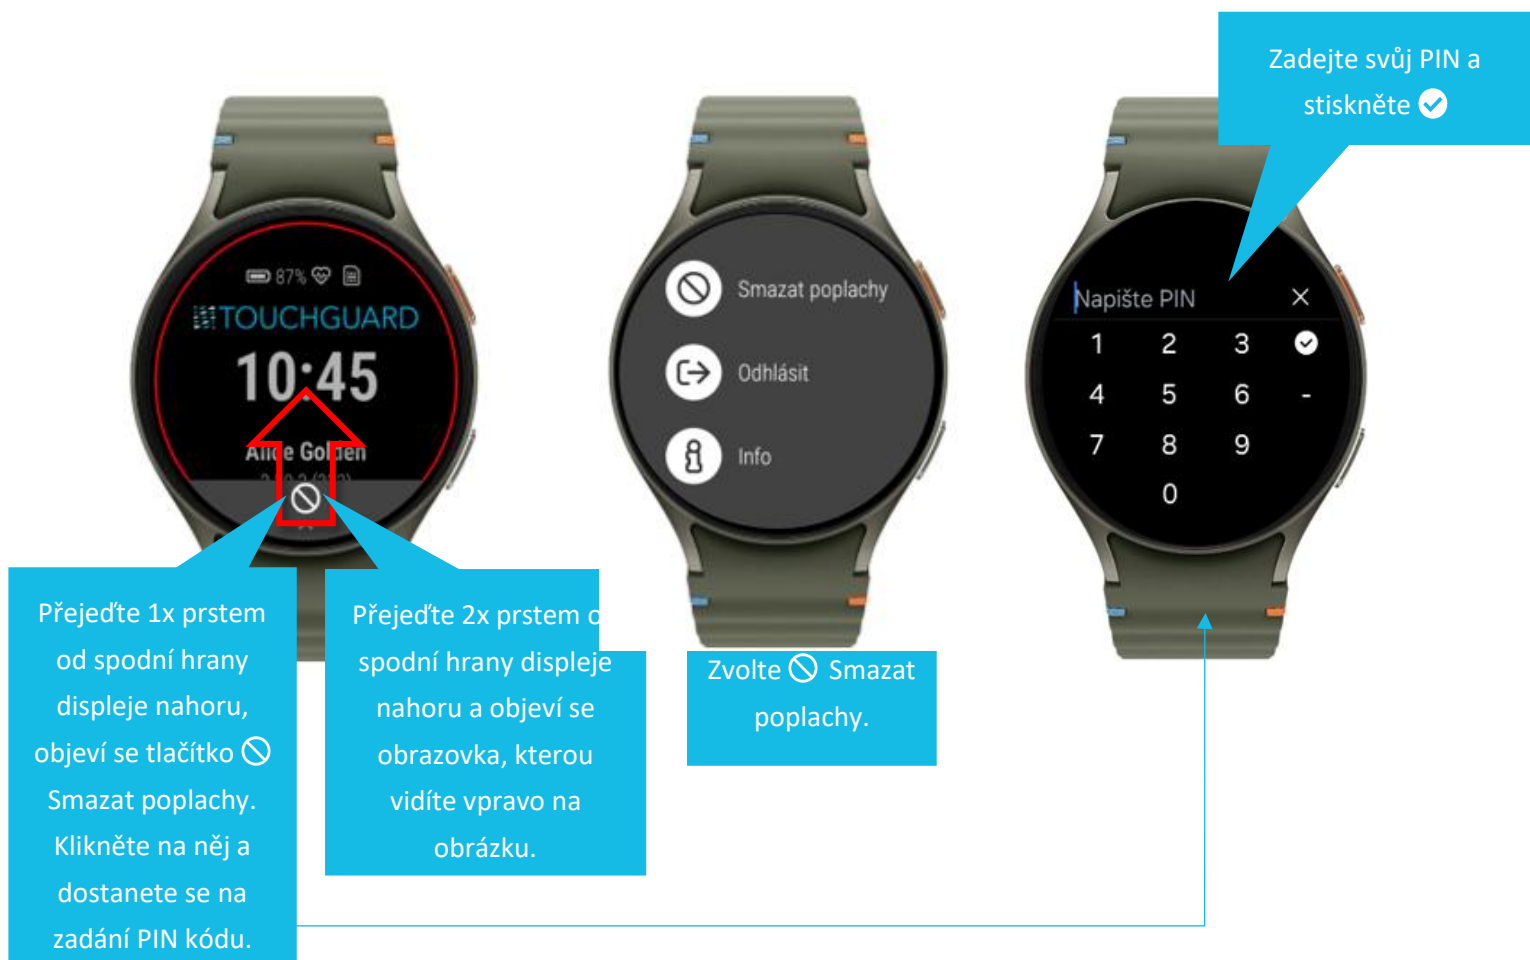 Zadejte svůj PIN a
stiskněte
87%
TOUCHGUARD
10:45
Alice Golden
Smazat poplachy
Odhlásit
Info
Napište PIN
1 2 3
4 5 6 -
7 8 9
0
Přejeďte 1x prstem
od spodní hrany
displeje nahoru,
objeví se tlačítko
Smazat poplachy.
Klikněte na něj a
dostanete se na
zadání PIN kódu.
Přejeďte 2x prstem o
spodní hrany displeje
nahoru a objeví se
obrazovka, kterou
vidíte vpravo na
obrázku.
Zvolte Smazat
poplachy.